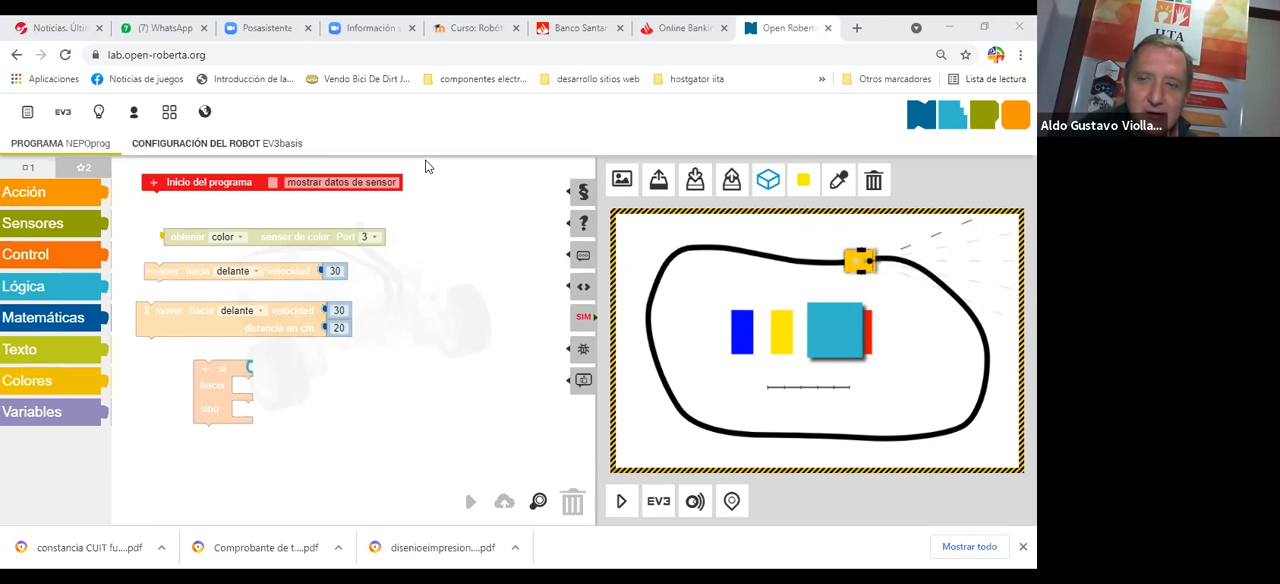 Noticias. Últin
(7) WhatsApp
Posasistente
Información s
Curso: Robót
Banco Santar
Online Bankin
Open Roberta
lab.open-roberta.org
Aplicaciones
Noticias de juegos
Introducción de la...
Vendo Bici De Dirt J...
componentes electr...
desarrollo sitios web
hostgator iita
»
Otros marcadores
Lista de lectura
EV3
PROGRAMA NEPOprog
CONFIGURACIÓN DEL ROBOT EV3basis
1
2
Acción
Sensores
Control
Lógica
Matemáticas
Texto
Colores
Variables
+ Inicio del programa mostrar datos de sensor
obtener color sensor de color Port 3
mover hacia delante velocidad 30
mover hacia delante velocidad 30
distancia en cm 20
+ si
hacer
sino
SIM
EV3
constancia CUIT fu....pdf
Comprobante de t....pdf
disenioeimpresion....pdf
Mostrar todo
IITA
Aldo Gustavo Violla...